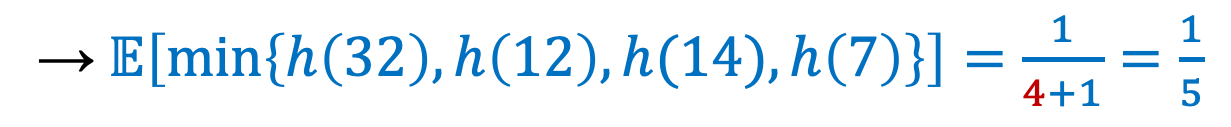 → 𝔼[min{h(32), h(12), h(14), h(7)}] = 1/(4+1) = 1/5